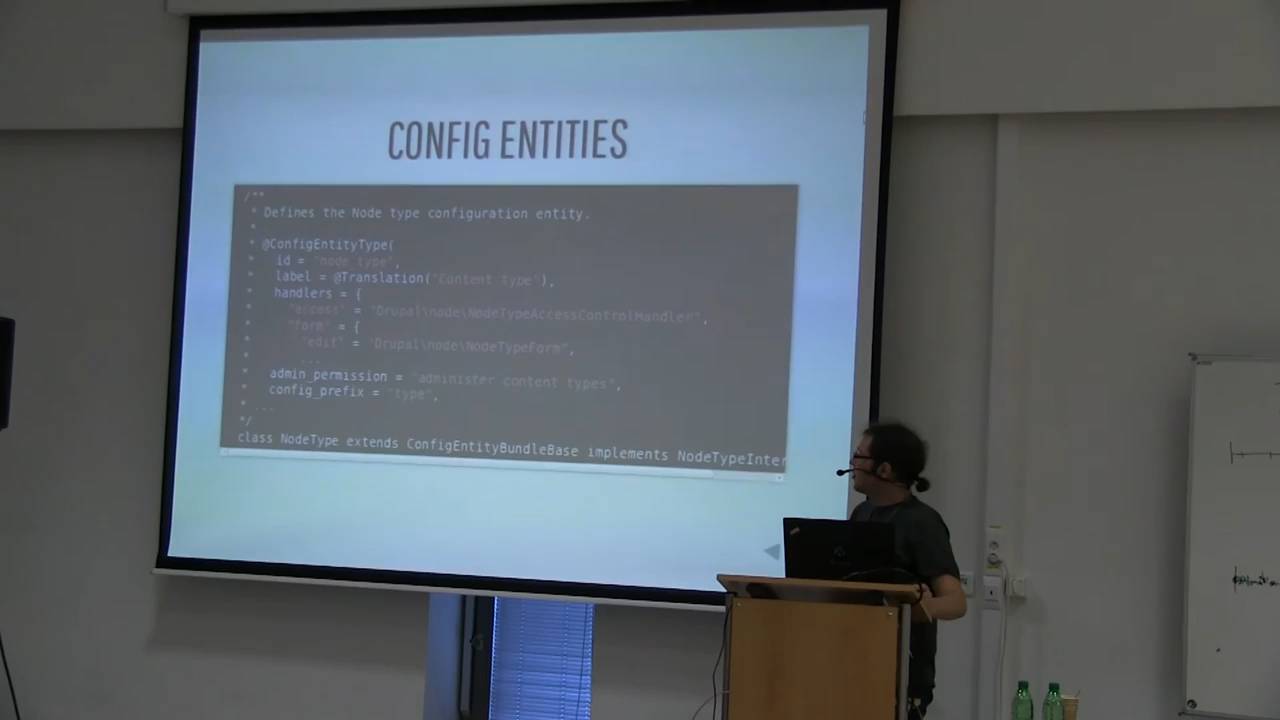 CONFIG ENTITIES
/**
* Defines the Node type configuration entity.
*
* @ConfigEntityType(
*   id = "node_type",
*   label = @Translation("Content type"),
*   handlers = {
*     "access" = "Drupal\node\NodeTypeAccessControlHandler",
*     "form" = {
*       "edit" = "Drupal\node\NodeTypeForm",
*       ...
*   admin_permission = "administer content types",
*   config_prefix = "type",
* ...
*/
class NodeType extends ConfigEntityBundleBase implements NodeTypeInter